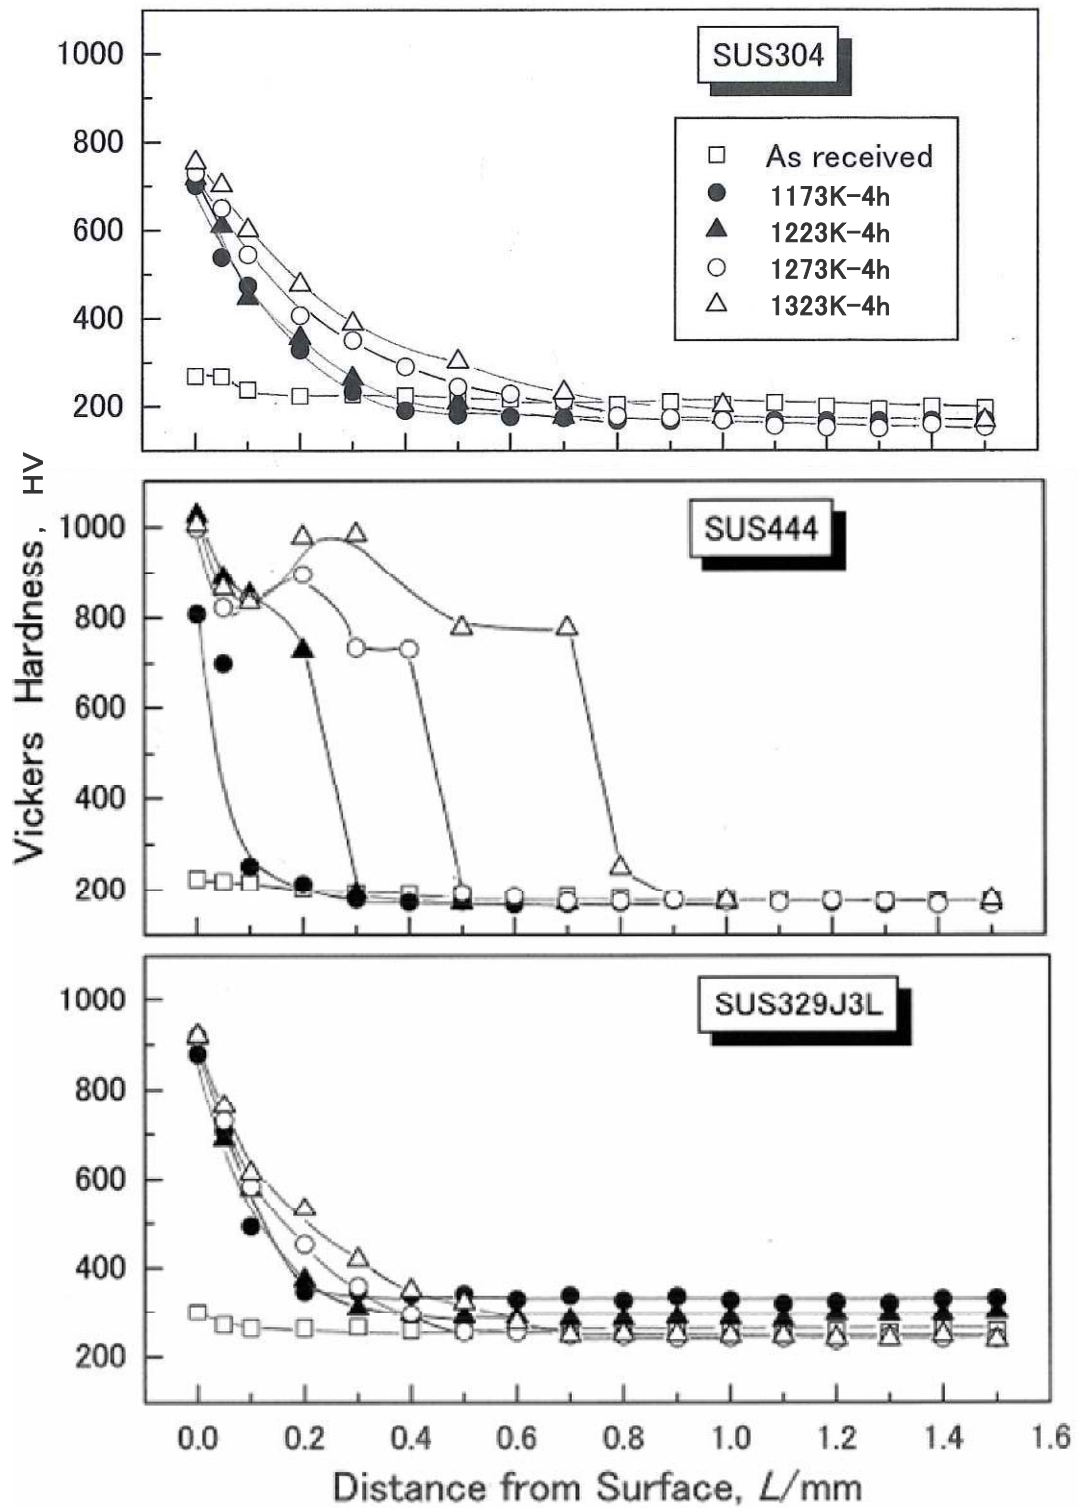 SUS304
As received
1173K-4h
1223K-4h
1273K-4h
1323K-4h
1000
800
600
400
200
Vickers Hardness, HV
SUS444
1000
800
600
400
200
SUS329J3L
1000
800
600
400
200
0.0 0.2 0.4 0.6 0.8 1.0 1.2 1.4 1.6
Distance from Surface, L/mm